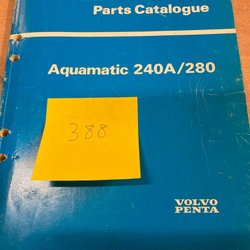 Parts Catalogue
Aquamatic 240A/280
388
VOLVO
PENTA